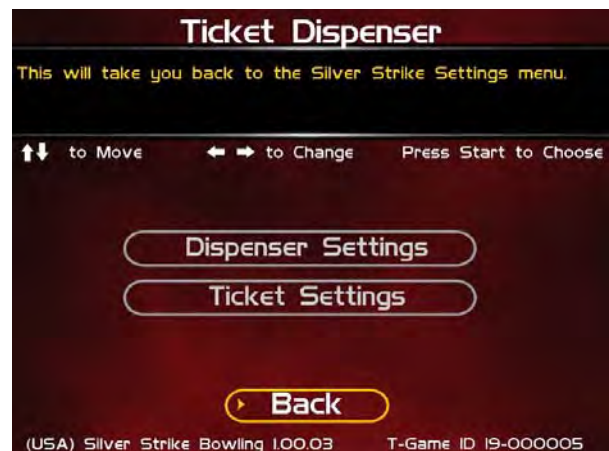 Ticket Dispenser
This will take you back to the Silver Strike Settings menu.
to Move to Change Press Start to Choose
Dispenser Settings
Ticket Settings
Back
(USA) Silver Strike Bowling 1.00.03 T-Game ID 19-000005